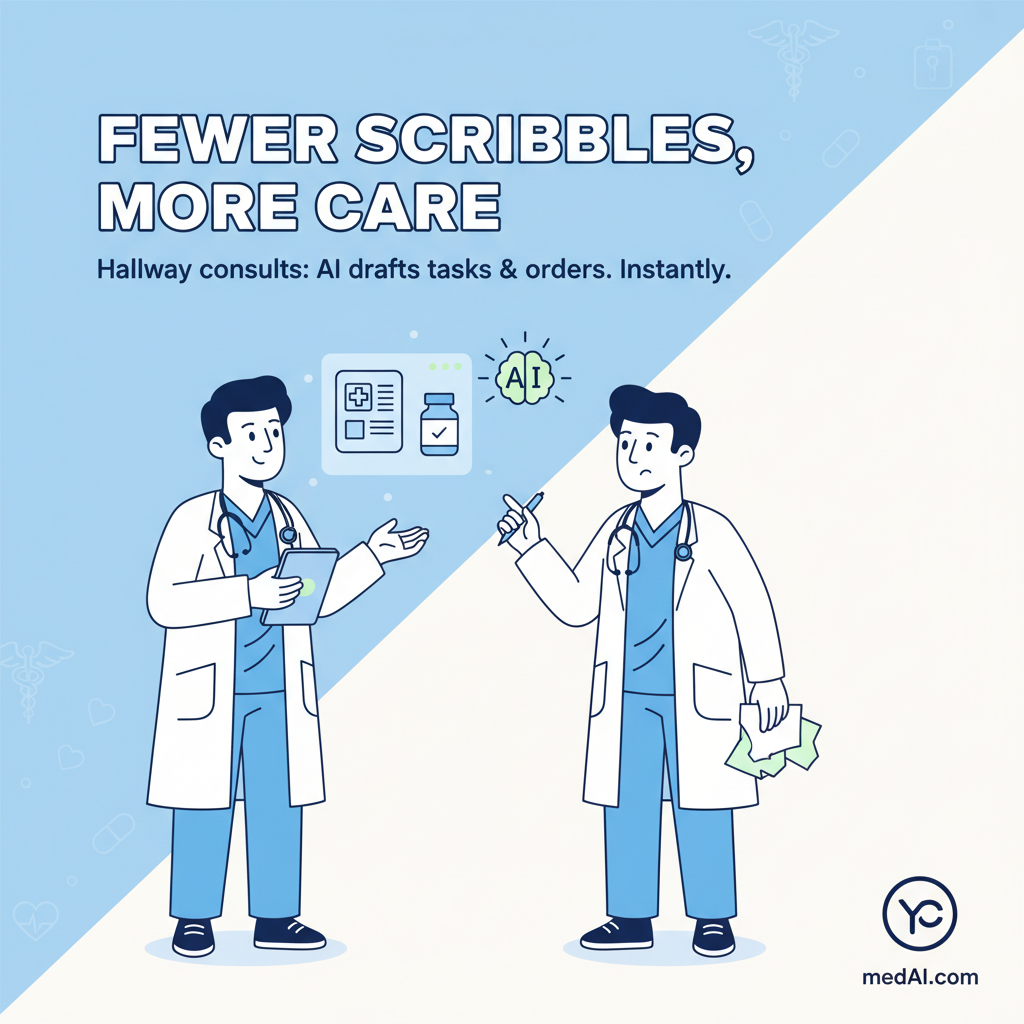 FEWER SCRIBBLES,
MORE CARE
Hallway consults: AI drafts tasks & orders. Instantly.
AI
YC
medAI.com